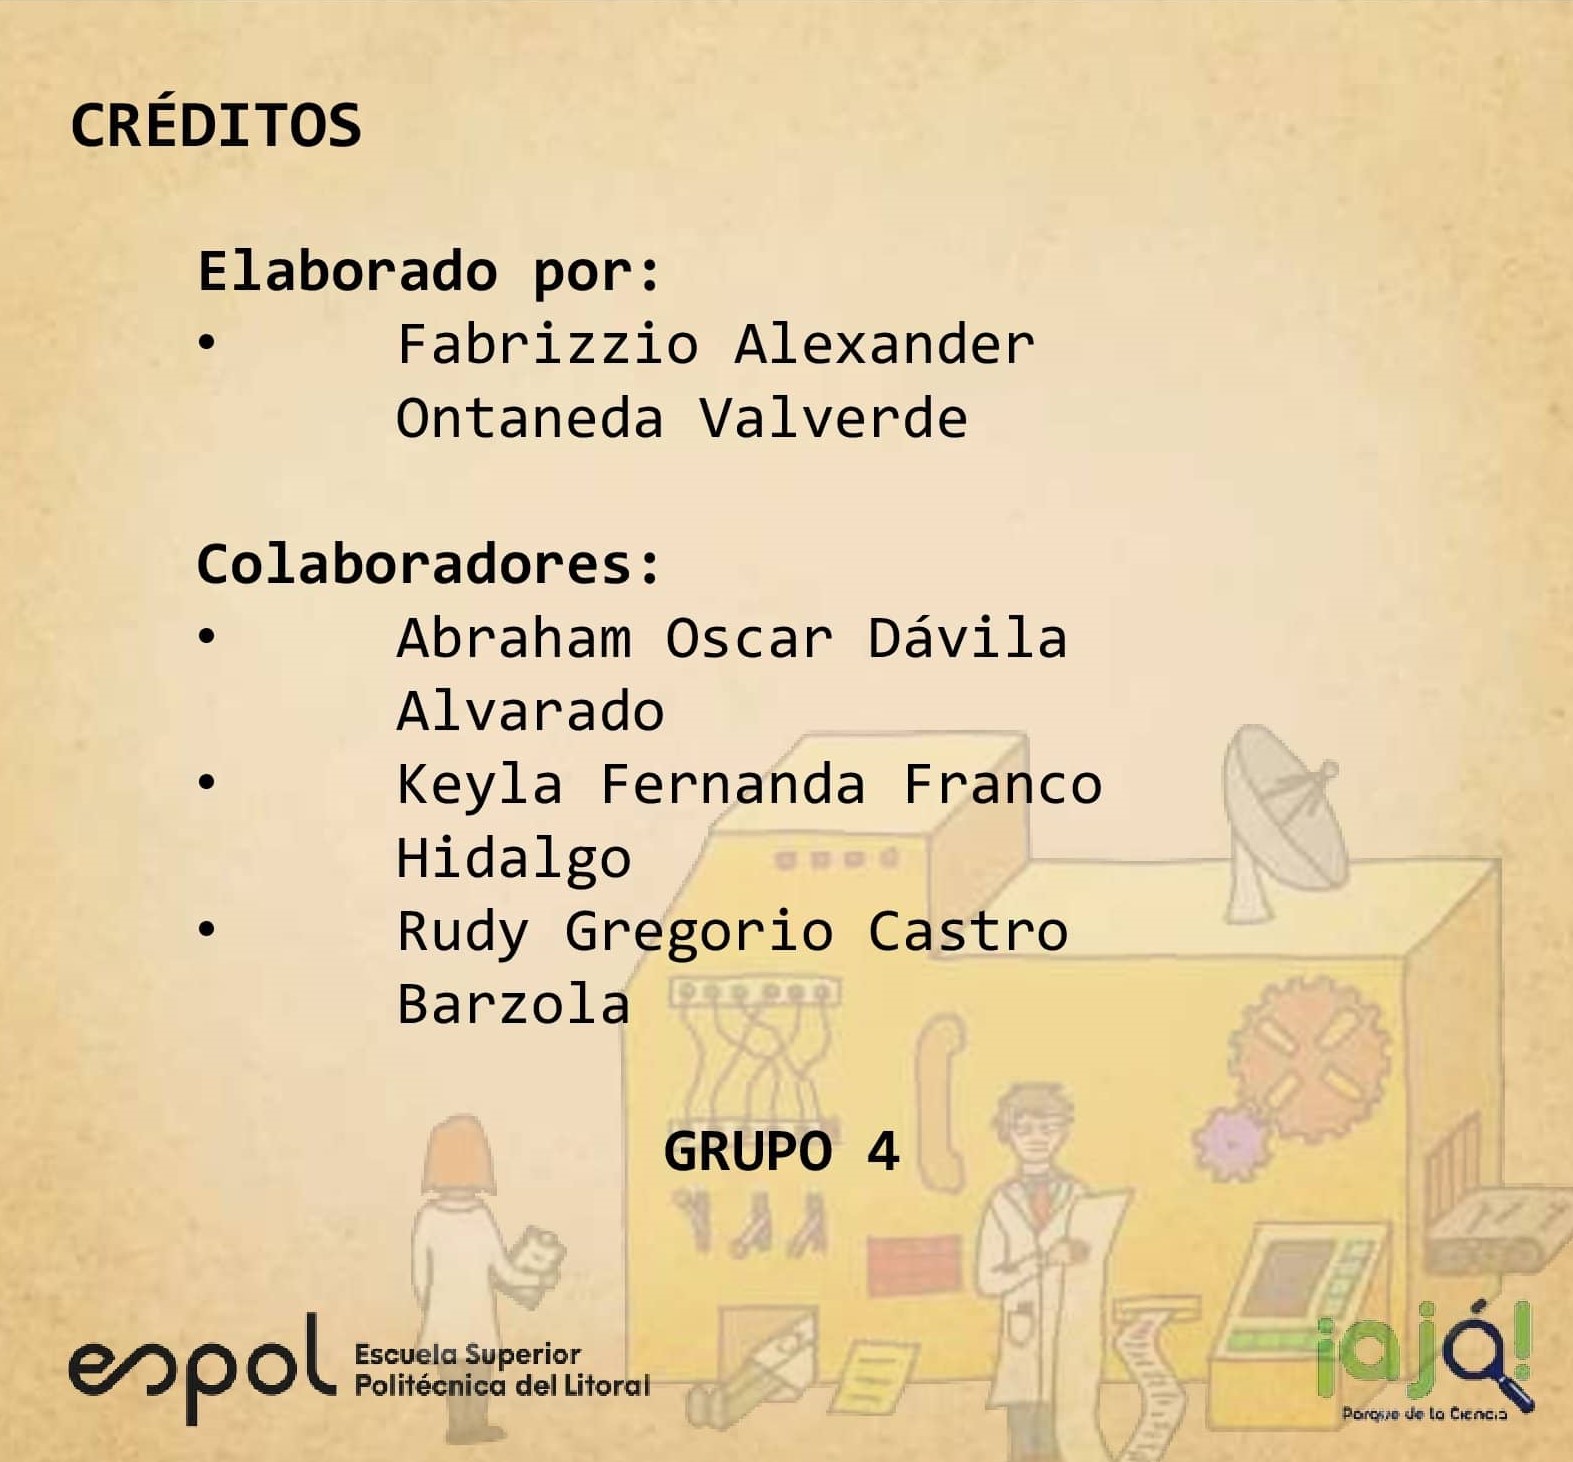 CRÉDITOS
Elaborado por:
• Fabrizzio Alexander
Ontaneda Valverde
Colaboradores:
• Abraham Oscar Dávila
Alvarado
• Keyla Fernanda Franco
Hidalgo
• Rudy Gregorio Castro
Barzola
GRUPO 4
espol Escuela Superior
Politécnica del Litoral
¡ajá!
Parque de la Ciencia